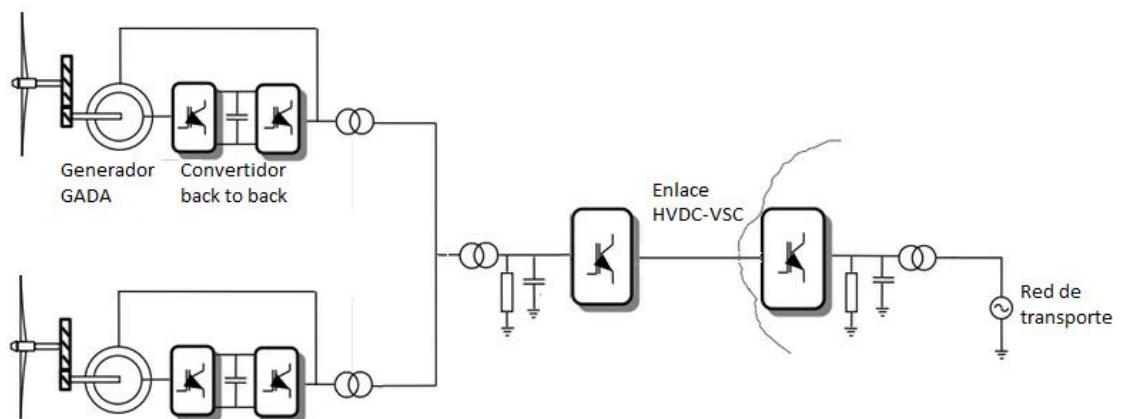 Generador
GADA
Convertidor
back to back
Enlace
HVDC-VSC
Red de
transporte